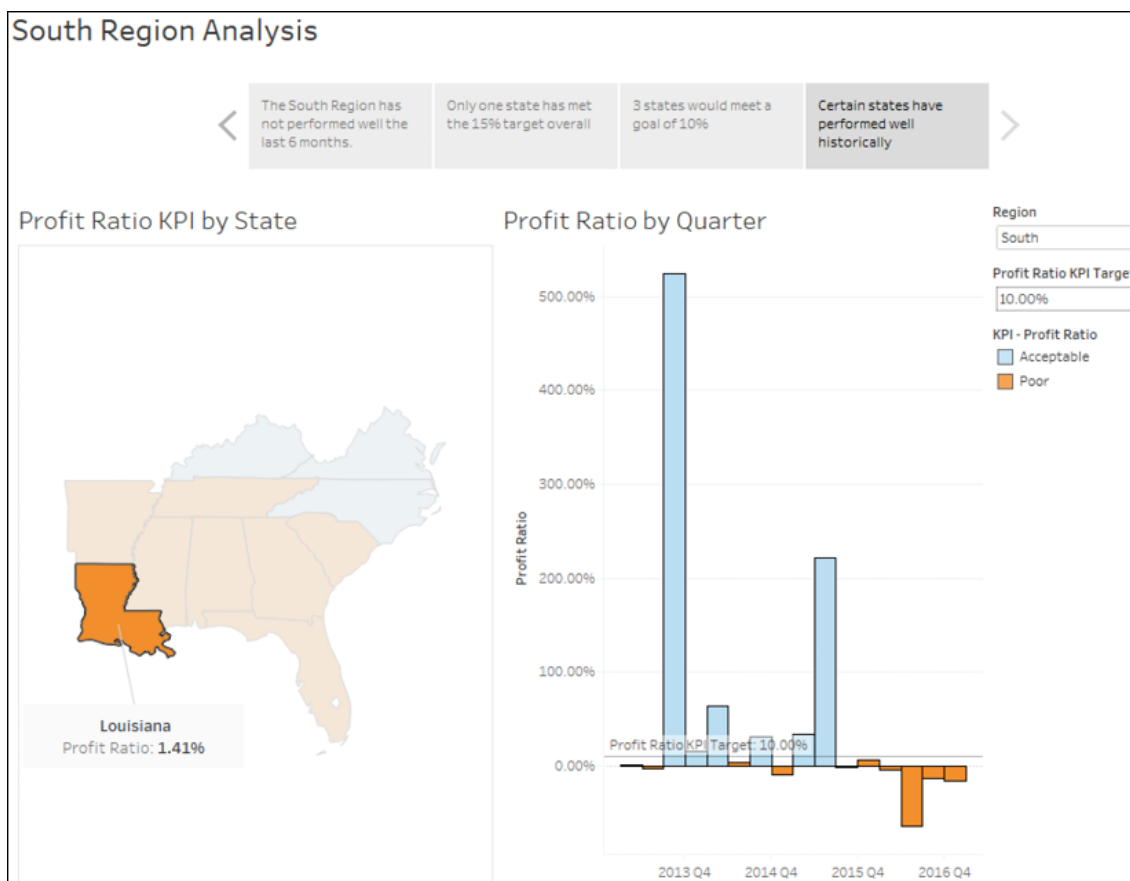 South Region Analysis
The South Region has
not performed well the
last 6 months.
Only one state has met
the 15% target overall
3 states would meet a
goal of 10%
Certain states have
performed well
historically
Profit Ratio KPI by State
Louisiana
Profit Ratio: 1.41%
Profit Ratio by Quarter
Profit Ratio
500.00%
400.00%
300.00%
200.00%
100.00%
0.00%
Profit Ratio KPI Target: 10.00%
2013 Q4
2014 Q4
2015 Q4
2016 Q4
Region
South
Profit Ratio KPI Target
10.00%
KPI - Profit Ratio
Acceptable
Poor